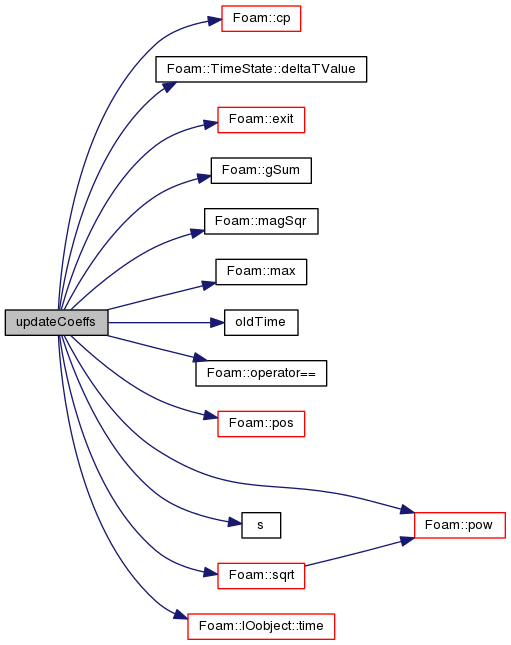 Foam::cp
Foam::TimeState::deltaTValue
Foam::exit
Foam::gSum
Foam::magSqr
Foam::max
updateCoeffs
oldTime
Foam::operator==
Foam::pos
s
Foam::pow
Foam::sqrt
Foam::IOobject::time